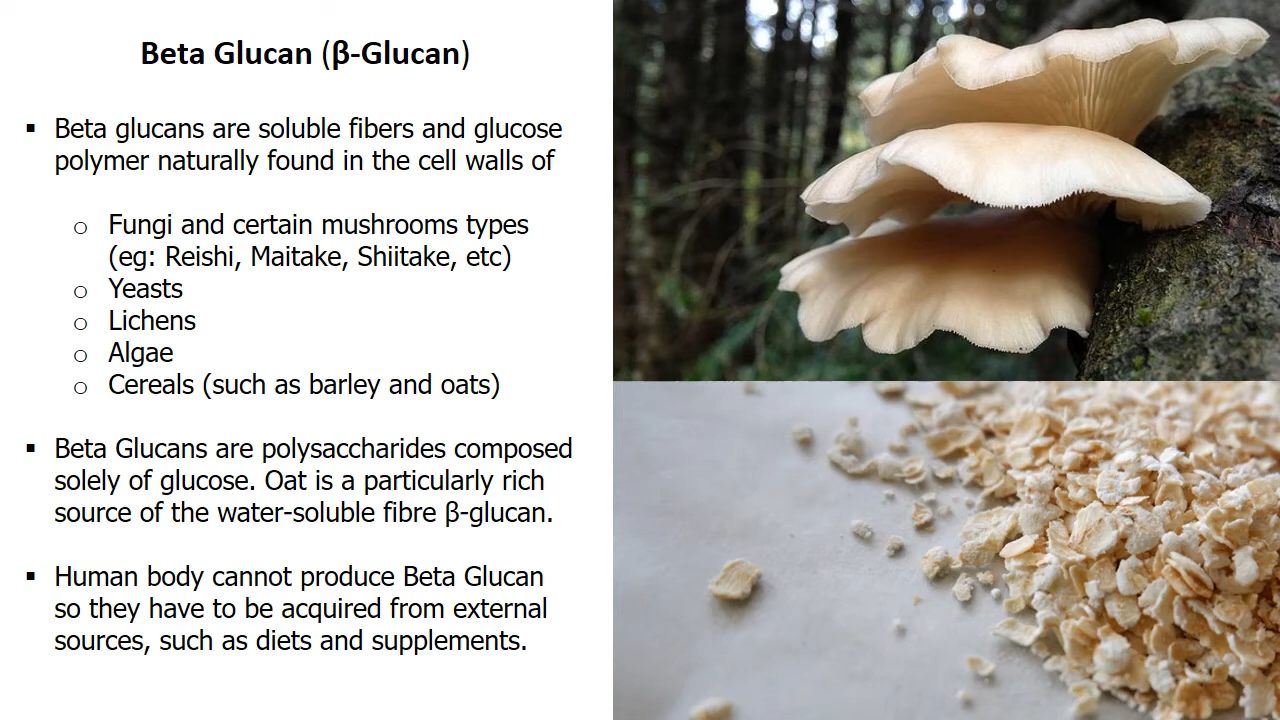 Beta Glucan (β-Glucan)
▪ Beta glucans are soluble fibers and glucose
polymer naturally found in the cell walls of
o Fungi and certain mushrooms types
(eg: Reishi, Maitake, Shiitake, etc)
o Yeasts
o Lichens
o Algae
o Cereals (such as barley and oats)
▪ Beta Glucans are polysaccharides composed
solely of glucose. Oat is a particularly rich
source of the water-soluble fibre β-glucan.
▪ Human body cannot produce Beta Glucan
so they have to be acquired from external
sources, such as diets and supplements.